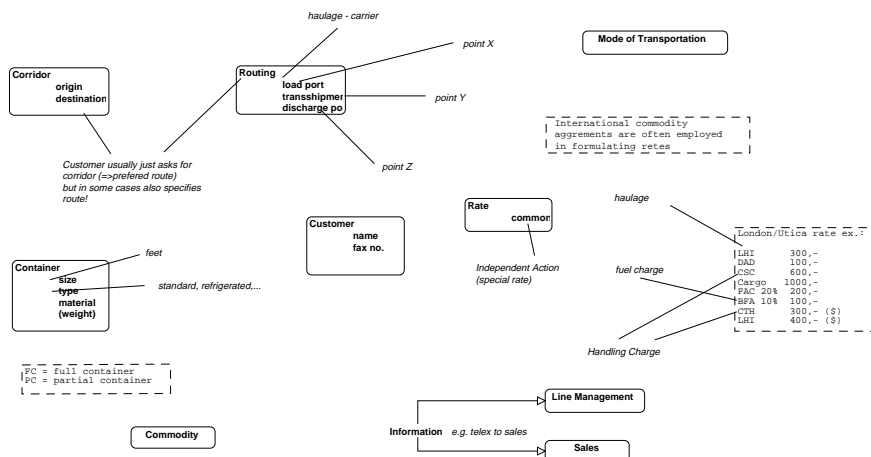 haulage - carrier
point X
Mode of Transportation
Corridor
origin
destination
Routing
load port
transshipmen
discharge po
point Y
International commodity
aggrements are often employed
in formulating retes
point Z
Customer usually just asks for
corridor (=>prefered route)
but in some cases also specifies
route!
haulage
Rate
common
Customer
name
fax no.
London/Utica rate ex.:
LHI 300,-
DAD 100,-
CSC 600,-
Cargo 1000,-
FAC 20% 200,-
BFA 10% 100,-
CTH 300,- ($)
LHI 400,- ($)
feet
Container
size
type
material
(weight)
standard, refrigerated,...
Independent Action
(special rate)
fuel charge
Handling Charge
FC = full container
PC = partial container
Line Management
Information e.g. telex to sales
Commodity
Sales